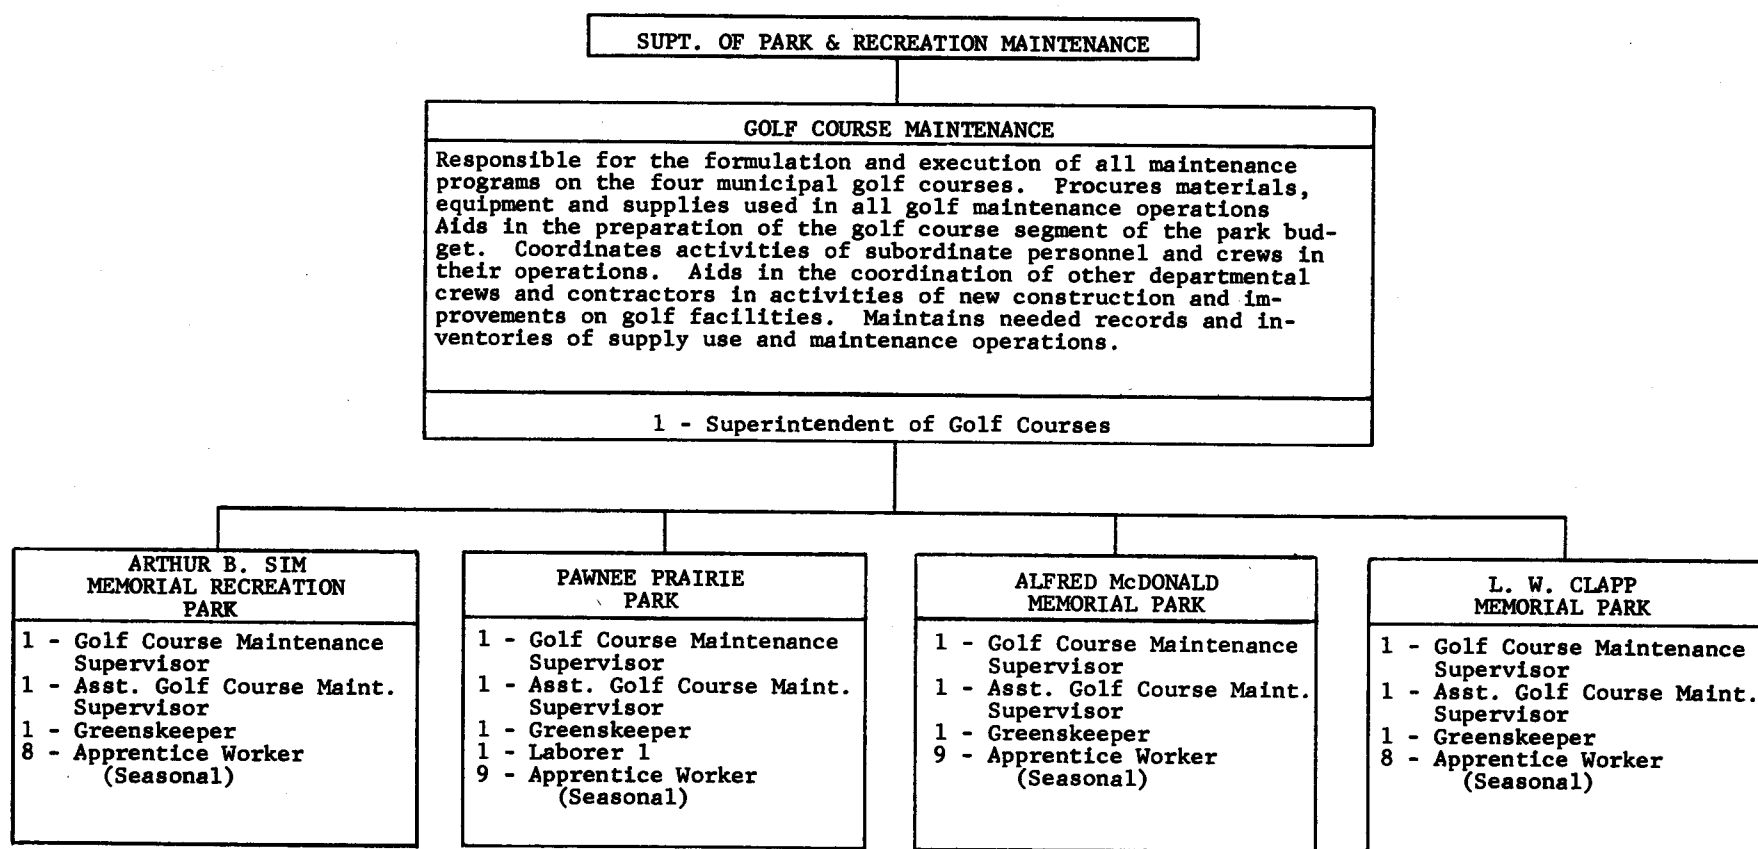 SUPT. OF PARK & RECREATION MAINTENANCE
GOLF COURSE MAINTENANCE
Responsible for the formulation and execution of all maintenance
programs on the four municipal golf courses.  Procures materials,
equipment and supplies used in all golf maintenance operations
Aids in the preparation of the golf course segment of the park bud-
get.  Coordinates activities of subordinate personnel and crews in
their operations.  Aids in the coordination of other departmental
crews and contractors in activities of new construction and im-
provements on golf facilities.  Maintains needed records and in-
ventories of supply use and maintenance operations.
1 - Superintendent of Golf Courses
ARTHUR B. SIM
MEMORIAL RECREATION
PARK
1 - Golf Course Maintenance
Supervisor
1 - Asst. Golf Course Maint.
Supervisor
1 - Greenskeeper
8 - Apprentice Worker
(Seasonal)
PAWNEE PRAIRIE
PARK
1 - Golf Course Maintenance
Supervisor
1 - Asst. Golf Course Maint.
Supervisor
1 - Greenskeeper
1 - Laborer 1
9 - Apprentice Worker
(Seasonal)
ALFRED McDONALD
MEMORIAL PARK
1 - Golf Course Maintenance
Supervisor
1 - Asst. Golf Course Maint.
Supervisor
1 - Greenskeeper
9 - Apprentice Worker
(Seasonal)
L. W. CLAPP
MEMORIAL PARK
1 - Golf Course Maintenance
Supervisor
1 - Asst. Golf Course Maint.
Supervisor
1 - Greenskeeper
8 - Apprentice Worker
(Seasonal)